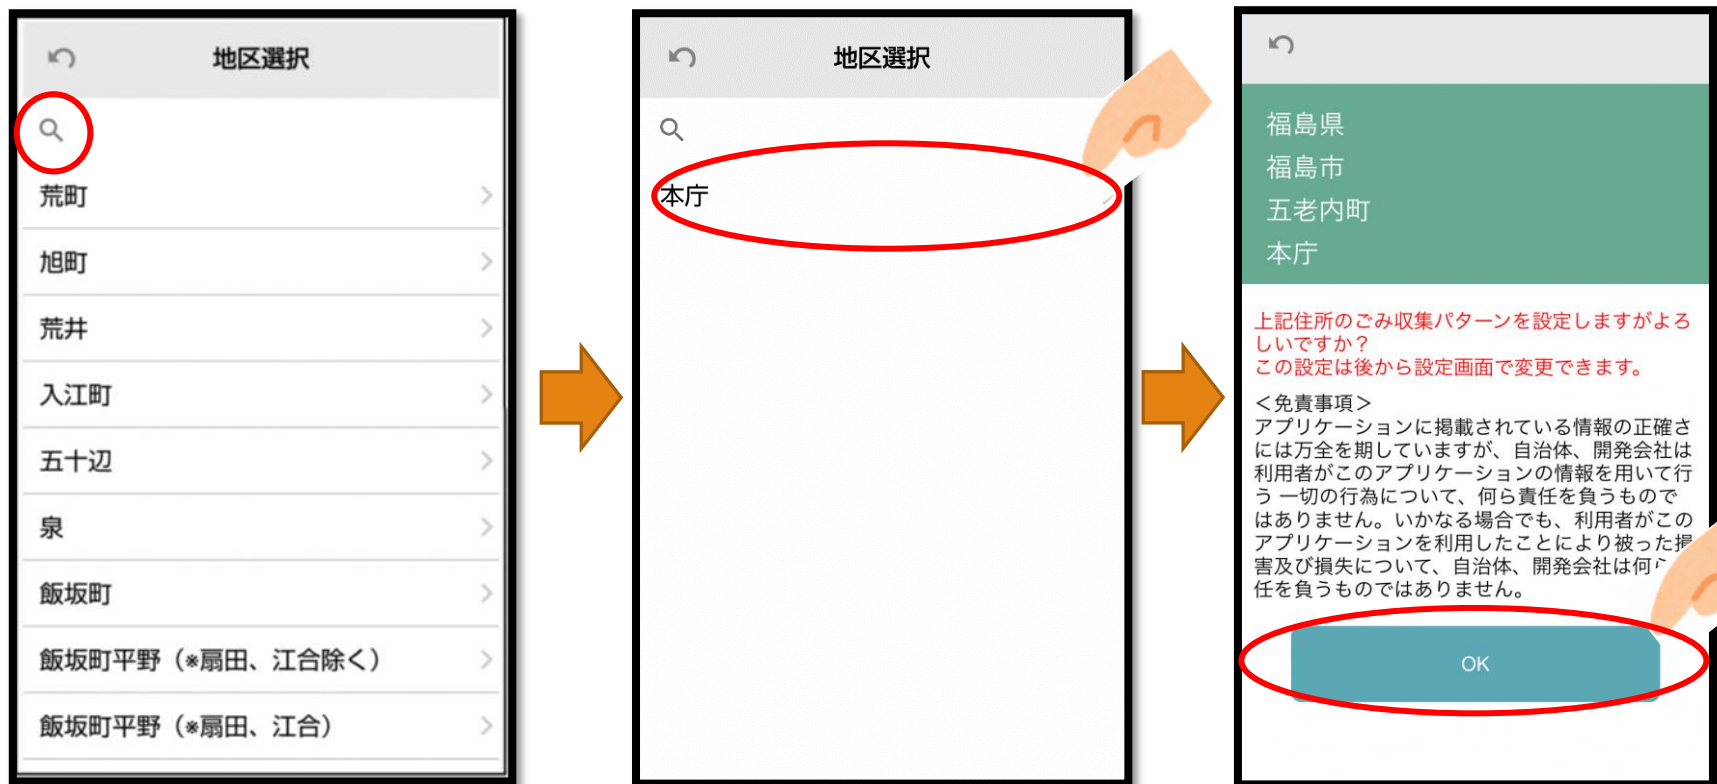 地区選択
荒町
旭町
荒井
入江町
五十辺
泉
飯坂町
飯坂町平野（※扇田、江合除く）
飯坂町平野（※扇田、江合）
地区選択
本庁
福島県
福島市
五老内町
本庁
上記住所のごみ収集パターンを設定しますがよろ
しいですか？
この設定は後から設定画面で変更できます。
＜免責事項＞
アプリケーションに掲載されている情報の正確さ
には万全を期していますが、自治体、開発会社は
利用者がこのアプリケーションの情報を用いて行
う 一切の行為について、何ら責任を負うもので
はありません。いかなる場合でも、利用者がこの
アプリケーションを利用したことにより被った損
害及び損失について、自治体、開発会社は何ら
任を負うものではありません。
OK